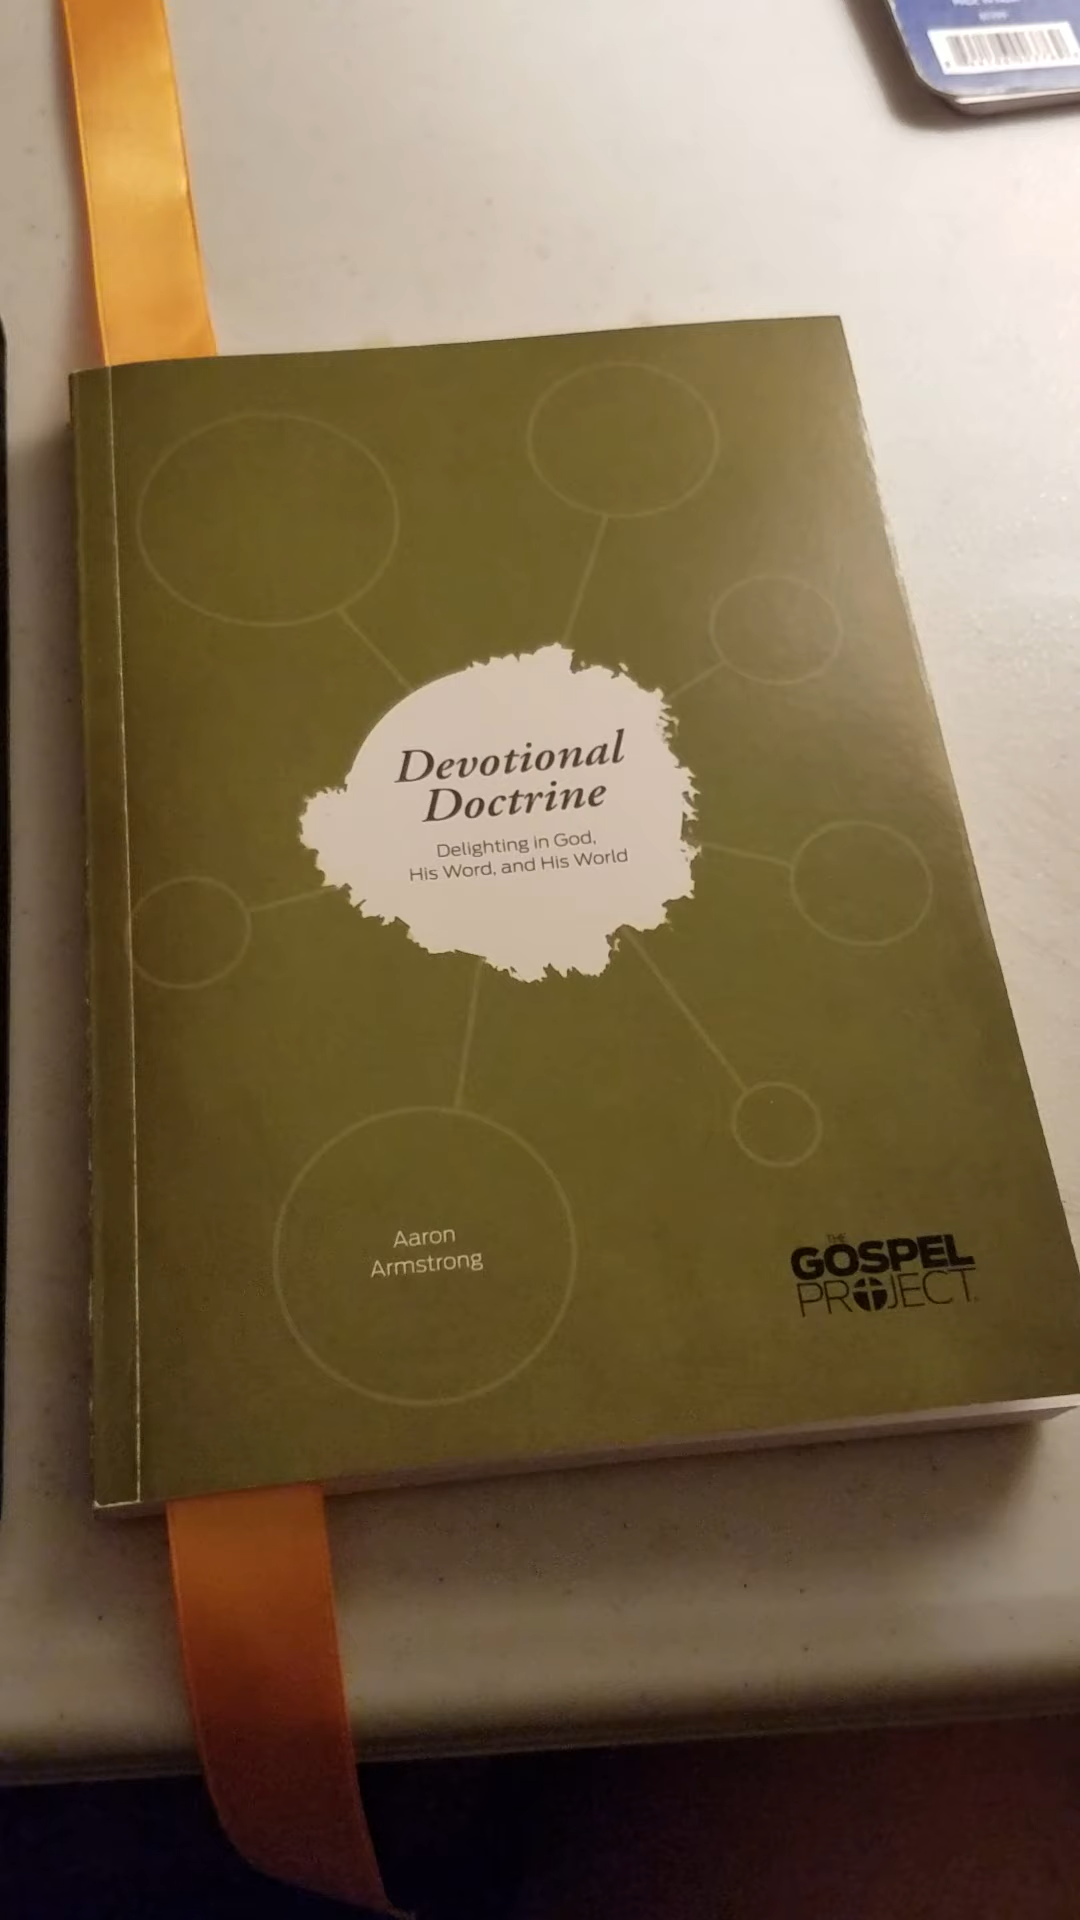 Devotional
Doctrine
Delighting in God,
His Word, and His World
Aaron
Armstrong
THE
GOSPEL
PROJECT